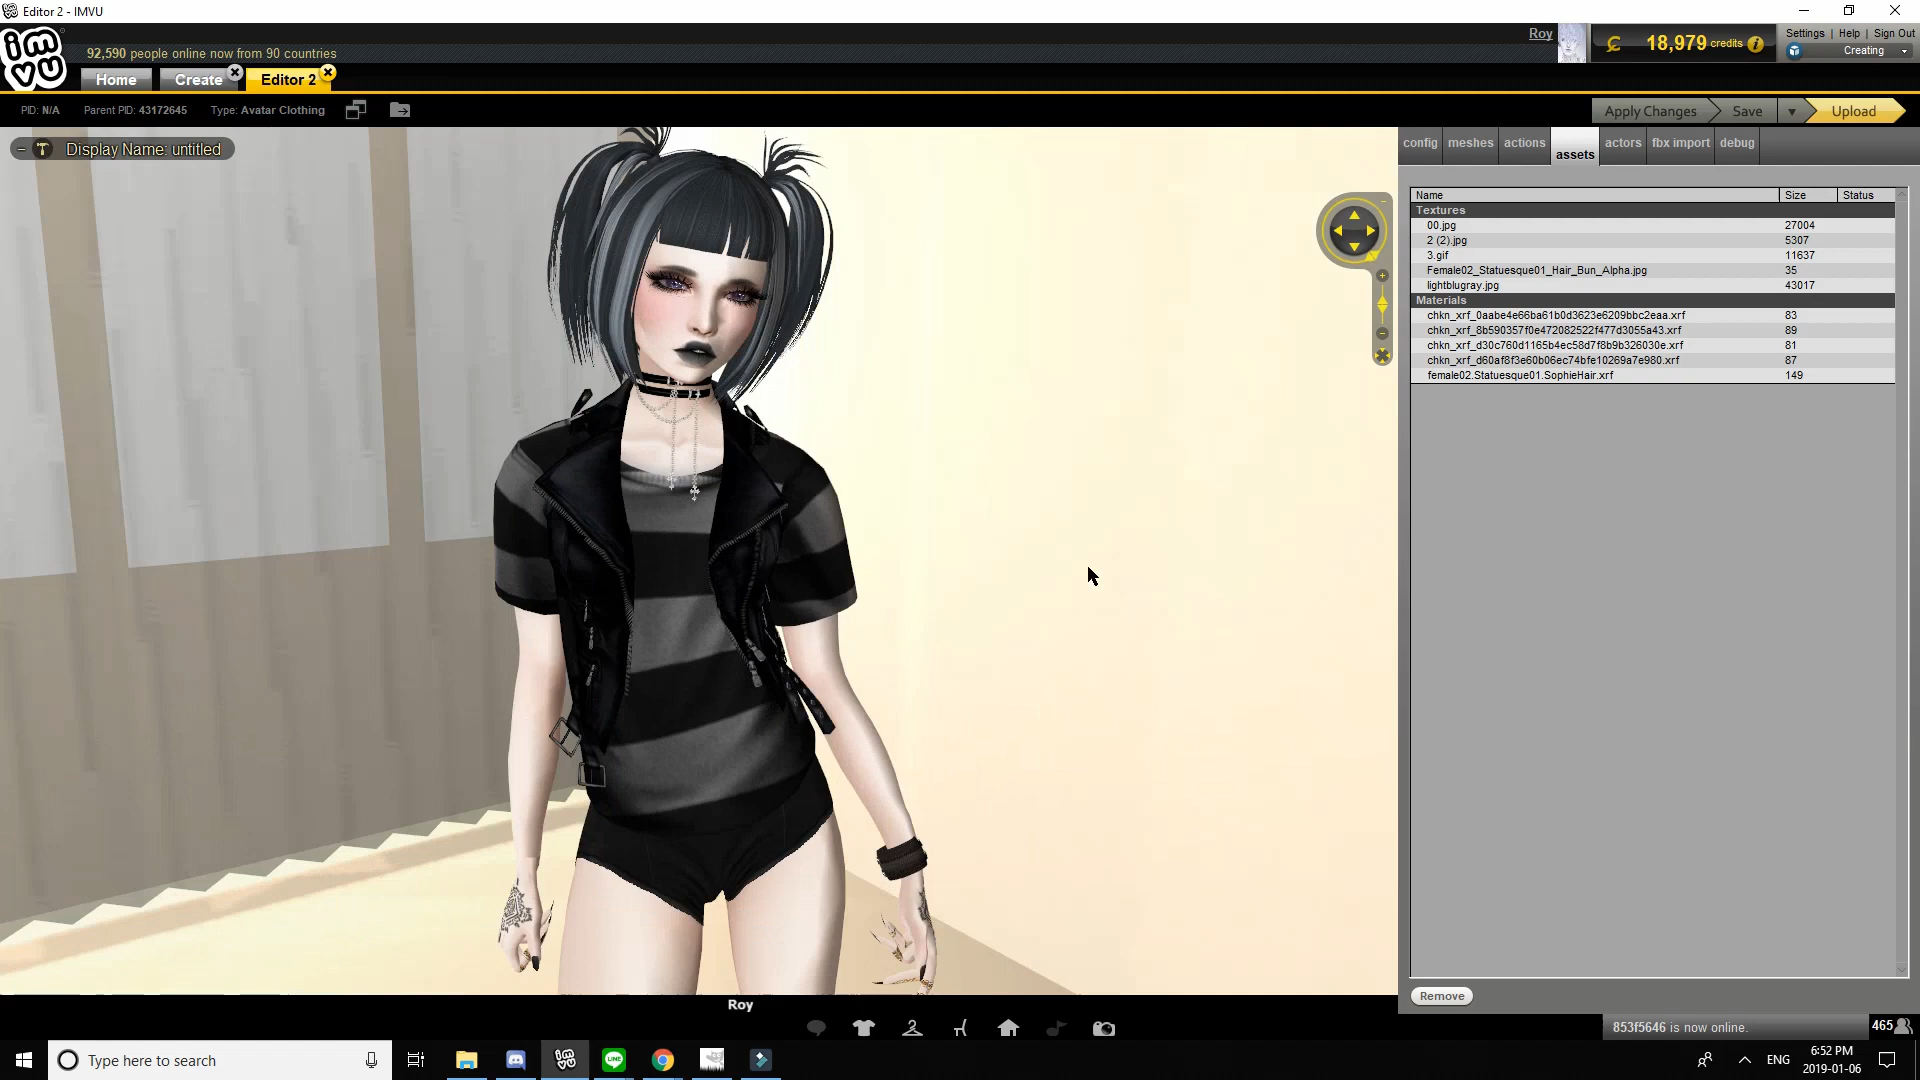 Editor 2 - IMVU
imvu
92,590 people online now from 90 countries
Roy
18,979 credits
Settings | Help | Sign Out
Creating
Home
Create
Editor 2
PID: N/A
Parent PID: 43172645
Type: Avatar Clothing
Apply Changes
Save
Upload
Display Name: untitled
config
meshes
actions
assets
actors
fbx import
debug
Name Size Status
Textures
00.jpg 27004
2 (2).jpg 5307
3.gif 11637
Female02_Statuesque01_Hair_Bun_Alpha.jpg 35
lightblugray.jpg 43017
Materials
chkn_xrf_0aabe4e66ba61b0d3623e6209bbc2eaa.xrf 83
chkn_xrf_8b590357f0e472082522f477d3055a43.xrf 89
chkn_xrf_d30c760d1165b4ec58d7f8b9b326030e.xrf 81
chkn_xrf_d60af8f3e60b06ec74bfe10269a7e980.xrf 87
female02.Statuesque01.SophieHair.xrf 149
Remove
Roy
853f5646 is now online.
465
Type here to search
LINE
ENG
6:52 PM
2019-01-06